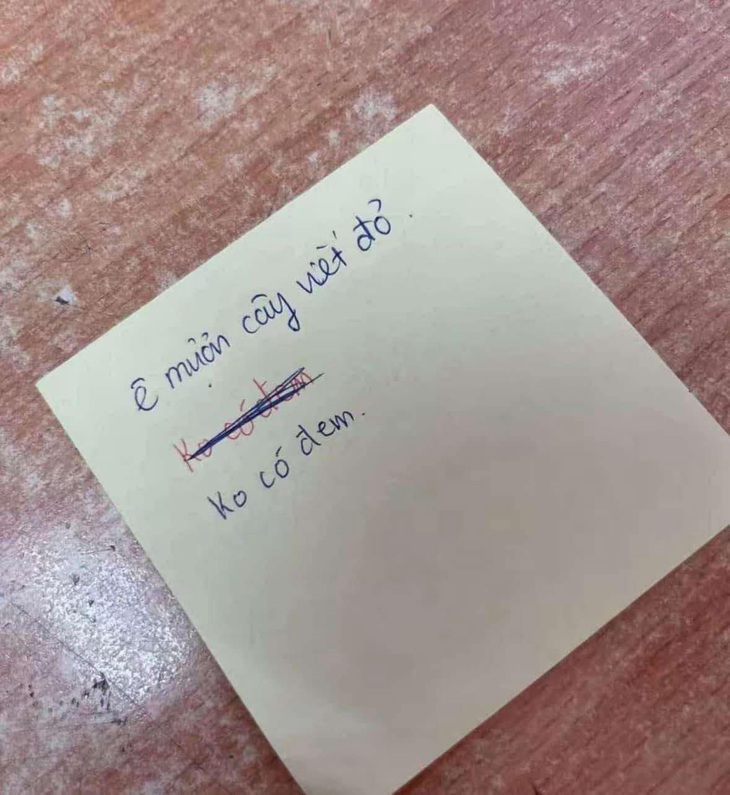 ê mượn cây viết đỏ.
Ko có đem
Ko có đem.